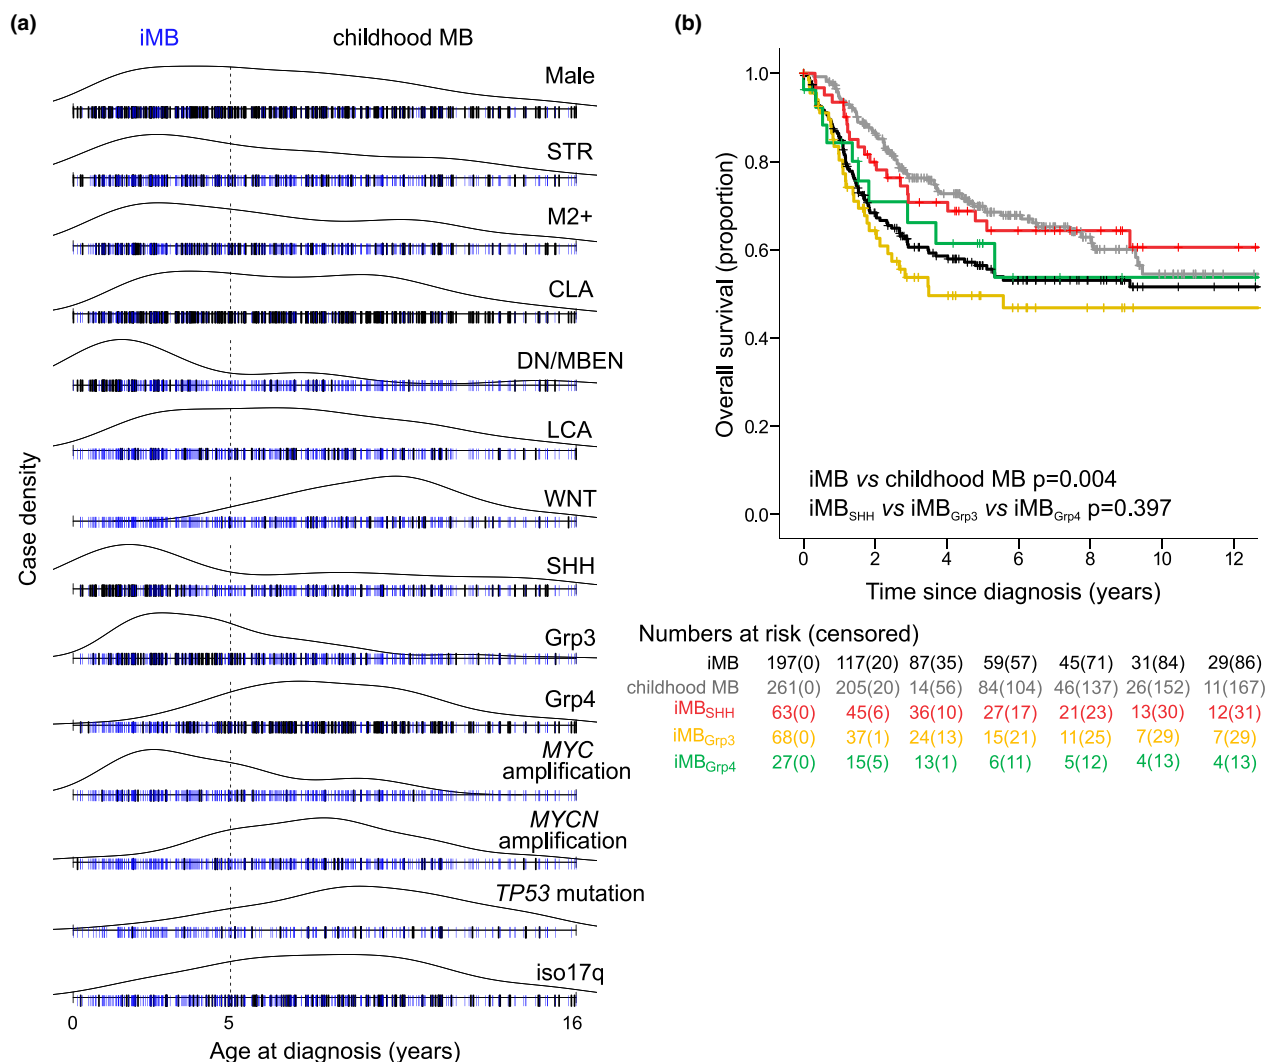 (a)
iMB
childhood MB
Male
STR
M2+
CLA
DN/MBEN
LCA
WNT
SHH
Grp3
Grp4
MYC
amplification
MYCN
amplification
TP53 mutation
iso17q
Case density
0 5 16
Age at diagnosis (years)
(b)
1.0
0.8
0.6
0.4
0.2
0.0
Overall survival (proportion)
iMB vs childhood MB p=0.004
iMBSHH vs iMBGrp3 vs iMBGrp4 p=0.397
0 2 4 6 8 10 12
Time since diagnosis (years)
Numbers at risk (censored)
iMB 197(0) 117(20) 87(35) 59(57) 45(71) 31(84) 29(86)
childhood MB 261(0) 205(20) 14(56) 84(104) 46(137) 26(152) 11(167)
iMBSHH 63(0) 45(6) 36(10) 27(17) 21(23) 13(30) 12(31)
iMBGrp3 68(0) 37(1) 24(13) 15(21) 11(25) 7(29) 7(29)
iMBGrp4 27(0) 15(5) 13(1) 6(11) 5(12) 4(13) 4(13)